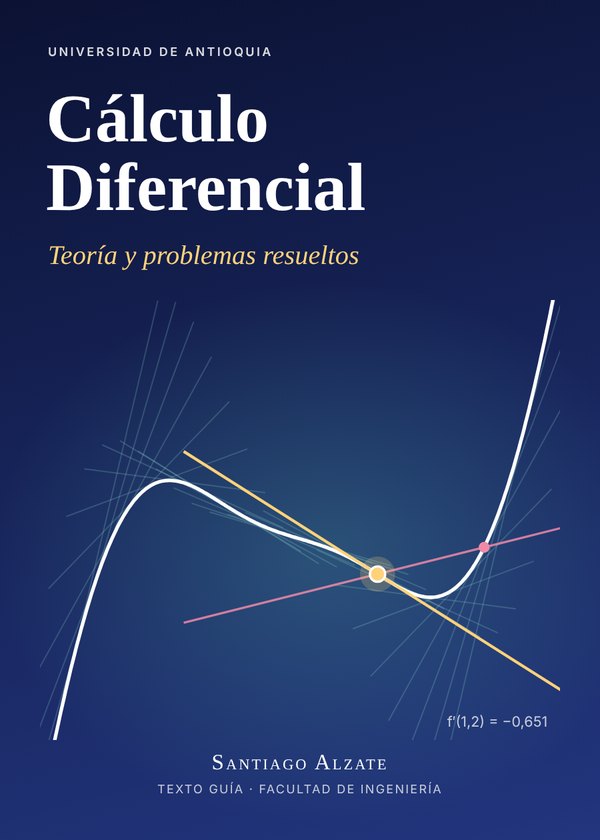 UNIVERSIDAD DE ANTIOQUIA
Cálculo
Diferencial
Teoría y problemas resueltos
f′(1,2) = −0,651
Santiago Alzate
TEXTO GUÍA · FACULTAD DE INGENIERÍA